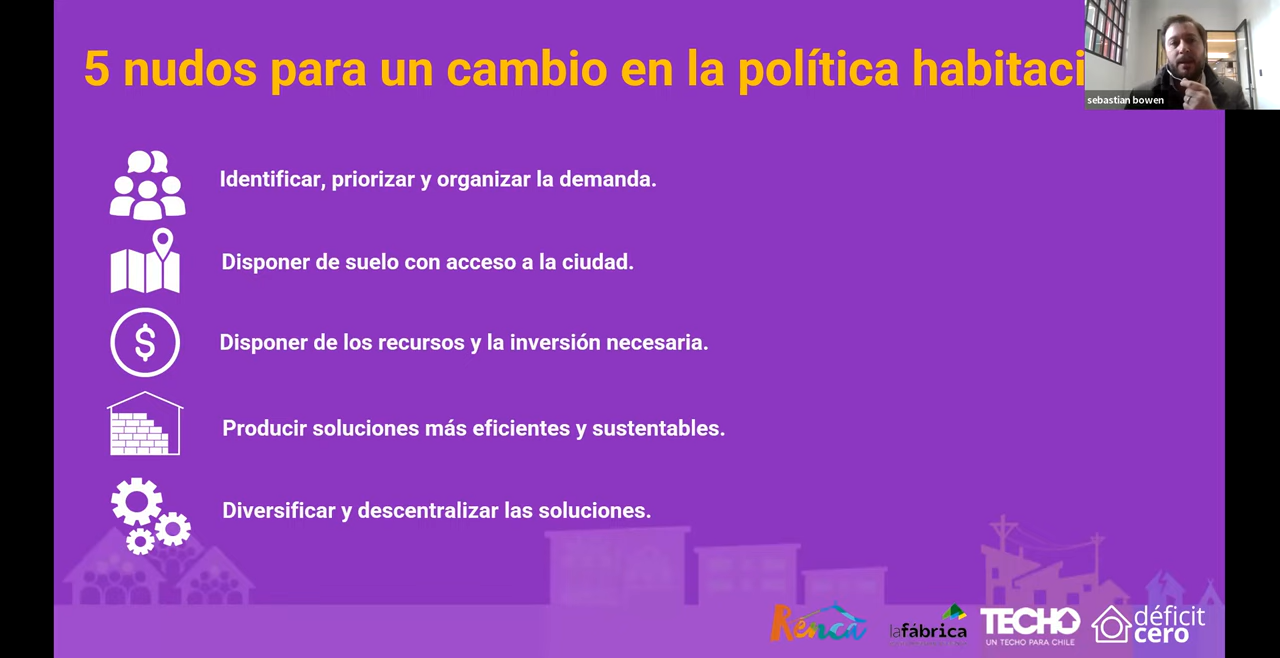 5 nudos para un cambio en la política habitaci
sebastian bowen
Identificar, priorizar y organizar la demanda.
Disponer de suelo con acceso a la ciudad.
$
Disponer de los recursos y la inversión necesaria.
Producir soluciones más eficientes y sustentables.
Diversificar y descentralizar las soluciones.
Renca
lafábrica
TECHO
UN TECHO PARA CHILE
déficit
cero